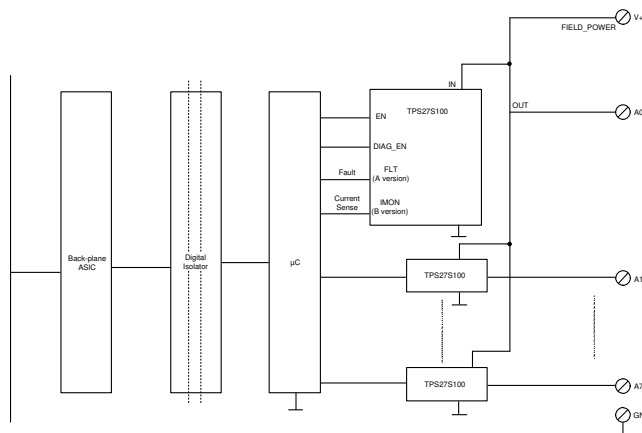 V+
FIELD_POWER
IN
TPS27S100
OUT
A0
EN
DIAG_EN
Fault
FLT
(A version)
Current
Sense
IMON
(B version)
Back-plane
ASIC
Digital
Isolator
µC
TPS27S100
A1
TPS27S100
A7
GN